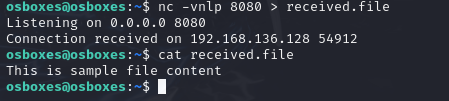 osboxes@osboxes:~$ nc -vnlp 8080 > received.file
Listening on 0.0.0.0 8080
Connection received on 192.168.136.128 54912
osboxes@osboxes:~$ cat received.file
This is sample file content
osboxes@osboxes:~$